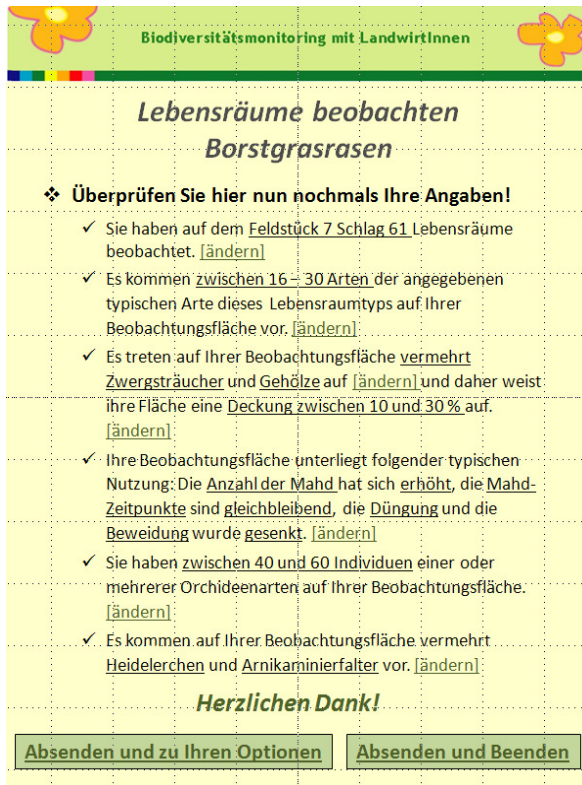 Biodiversitätsmonitoring mit LandwirtInnen
Lebensräume beobachten
Borstgrasrasen
❖ Überprüfen Sie hier nun nochmals Ihre Angaben!
✓ Sie haben auf dem Feldstück 7 Schlag 61 Lebensräume
beobachtet. [ändern]
✓ Es kommen zwischen 16 – 30 Arten der angegebenen
typischen Arte dieses Lebensraumtyps auf Ihrer
Beobachtungsfläche vor. [ändern]
✓ Es treten auf Ihrer Beobachtungsfläche vermehrt
Zwergsträucher und Gehölze auf [ändern] und daher weist
ihre Fläche eine Deckung zwischen 10 und 30 % auf.
[ändern]
✓ Ihre Beobachtungsfläche unterliegt folgender typischen
Nutzung: Die Anzahl der Mahd hat sich erhöht, die Mahd-
Zeitpunkte sind gleichbleibend, die Düngung und die
Beweidung wurde gesenkt. [ändern]
✓ Sie haben zwischen 40 und 60 Individuen einer oder
mehrerer Orchideenarten auf Ihrer Beobachtungsfläche.
[ändern]
✓ Es kommen auf Ihrer Beobachtungsfläche vermehrt
Heidelerchen und Arnikaminierfalter vor. [ändern]
Herzlichen Dank!
Absenden und zu Ihren Optionen Absenden und Beenden